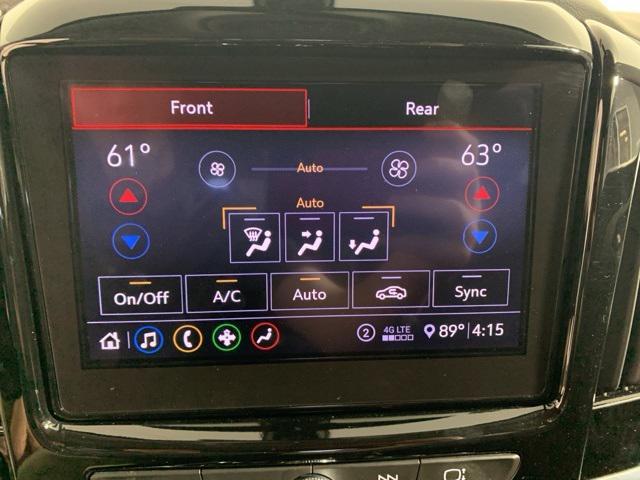 Front Rear
61° Auto 63°
Auto
On/Off A/C Auto Sync
2 4G LTE 89° 4:15